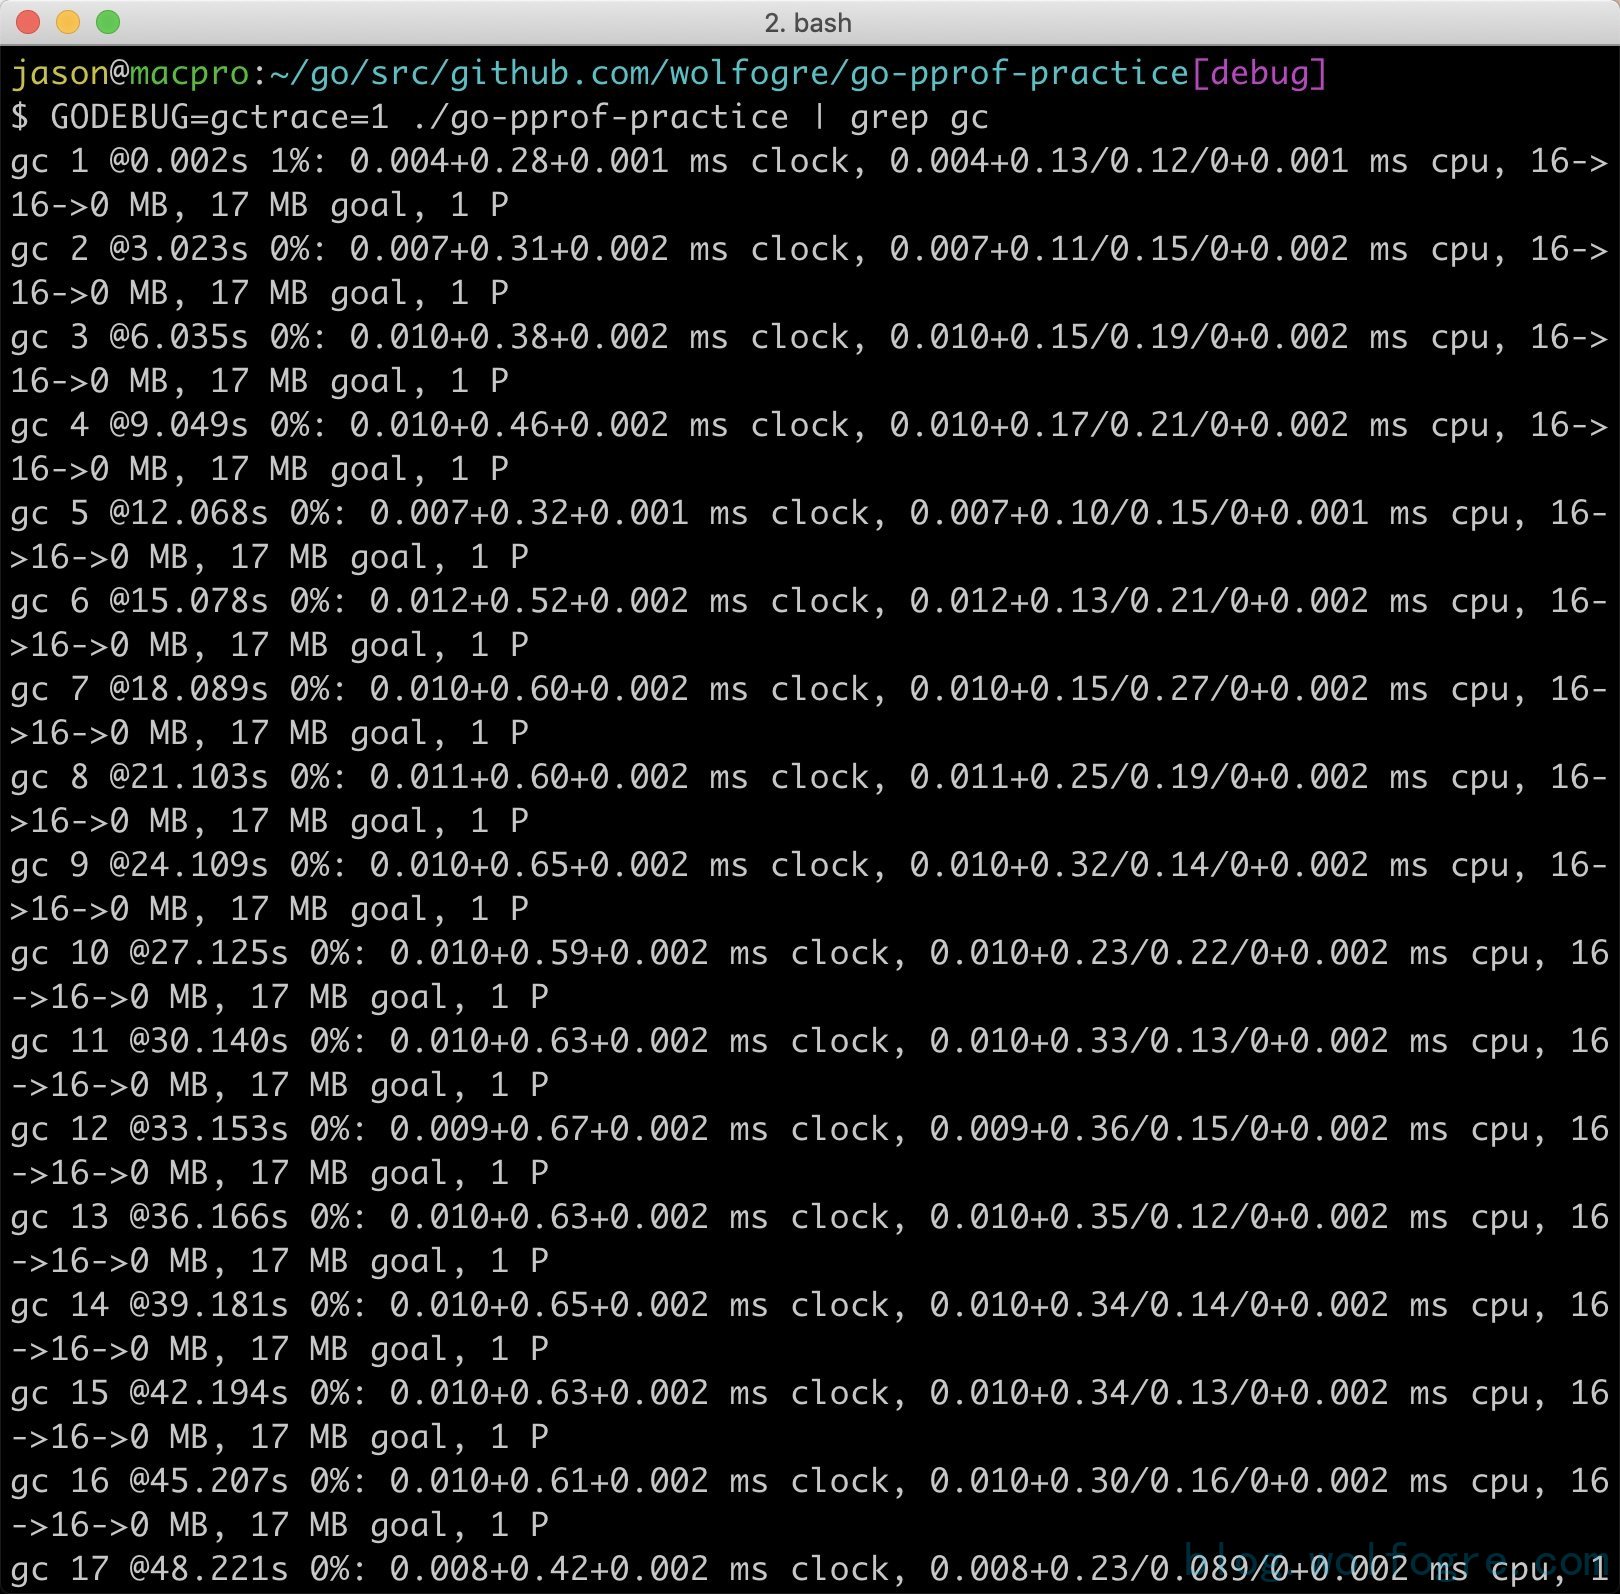 2. bash
jason@macpro:~/go/src/github.com/wolfogre/go-pprof-practice[debug]
$ GODEBUG=gctrace=1 ./go-pprof-practice | grep gc
gc 1 @0.002s 1%: 0.004+0.28+0.001 ms clock, 0.004+0.13/0.12/0+0.001 ms cpu, 16->
16->0 MB, 17 MB goal, 1 P
gc 2 @3.023s 0%: 0.007+0.31+0.002 ms clock, 0.007+0.11/0.15/0+0.002 ms cpu, 16->
16->0 MB, 17 MB goal, 1 P
gc 3 @6.035s 0%: 0.010+0.38+0.002 ms clock, 0.010+0.15/0.19/0+0.002 ms cpu, 16->
16->0 MB, 17 MB goal, 1 P
gc 4 @9.049s 0%: 0.010+0.46+0.002 ms clock, 0.010+0.17/0.21/0+0.002 ms cpu, 16->
16->0 MB, 17 MB goal, 1 P
gc 5 @12.068s 0%: 0.007+0.32+0.001 ms clock, 0.007+0.10/0.15/0+0.001 ms cpu, 16-
>16->0 MB, 17 MB goal, 1 P
gc 6 @15.078s 0%: 0.012+0.52+0.002 ms clock, 0.012+0.13/0.21/0+0.002 ms cpu, 16-
>16->0 MB, 17 MB goal, 1 P
gc 7 @18.089s 0%: 0.010+0.60+0.002 ms clock, 0.010+0.15/0.27/0+0.002 ms cpu, 16-
>16->0 MB, 17 MB goal, 1 P
gc 8 @21.103s 0%: 0.011+0.60+0.002 ms clock, 0.011+0.25/0.19/0+0.002 ms cpu, 16-
>16->0 MB, 17 MB goal, 1 P
gc 9 @24.109s 0%: 0.010+0.65+0.002 ms clock, 0.010+0.32/0.14/0+0.002 ms cpu, 16-
>16->0 MB, 17 MB goal, 1 P
gc 10 @27.125s 0%: 0.010+0.59+0.002 ms clock, 0.010+0.23/0.22/0+0.002 ms cpu, 16
->16->0 MB, 17 MB goal, 1 P
gc 11 @30.140s 0%: 0.010+0.63+0.002 ms clock, 0.010+0.33/0.13/0+0.002 ms cpu, 16
->16->0 MB, 17 MB goal, 1 P
gc 12 @33.153s 0%: 0.009+0.67+0.002 ms clock, 0.009+0.36/0.15/0+0.002 ms cpu, 16
->16->0 MB, 17 MB goal, 1 P
gc 13 @36.166s 0%: 0.010+0.63+0.002 ms clock, 0.010+0.35/0.12/0+0.002 ms cpu, 16
->16->0 MB, 17 MB goal, 1 P
gc 14 @39.181s 0%: 0.010+0.65+0.002 ms clock, 0.010+0.34/0.14/0+0.002 ms cpu, 16
->16->0 MB, 17 MB goal, 1 P
gc 15 @42.194s 0%: 0.010+0.63+0.002 ms clock, 0.010+0.34/0.13/0+0.002 ms cpu, 16
->16->0 MB, 17 MB goal, 1 P
gc 16 @45.207s 0%: 0.010+0.61+0.002 ms clock, 0.010+0.30/0.16/0+0.002 ms cpu, 16
->16->0 MB, 17 MB goal, 1 P
gc 17 @48.221s 0%: 0.008+0.42+0.002 ms clock, 0.008+0.23/0.089/0+0.002 ms cpu, 1
blog.wolfogre.com